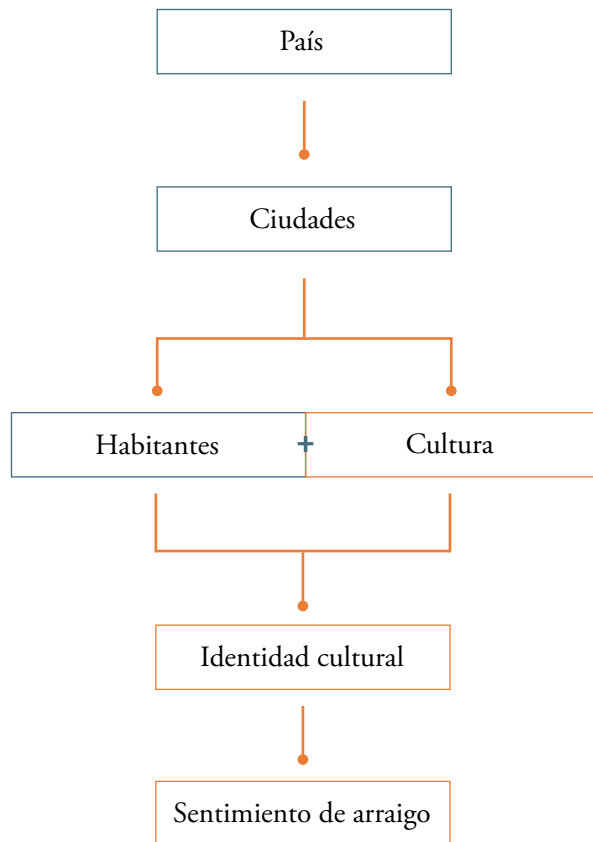 País
Ciudades
Habitantes + Cultura
Identidad cultural
Sentimiento de arraigo